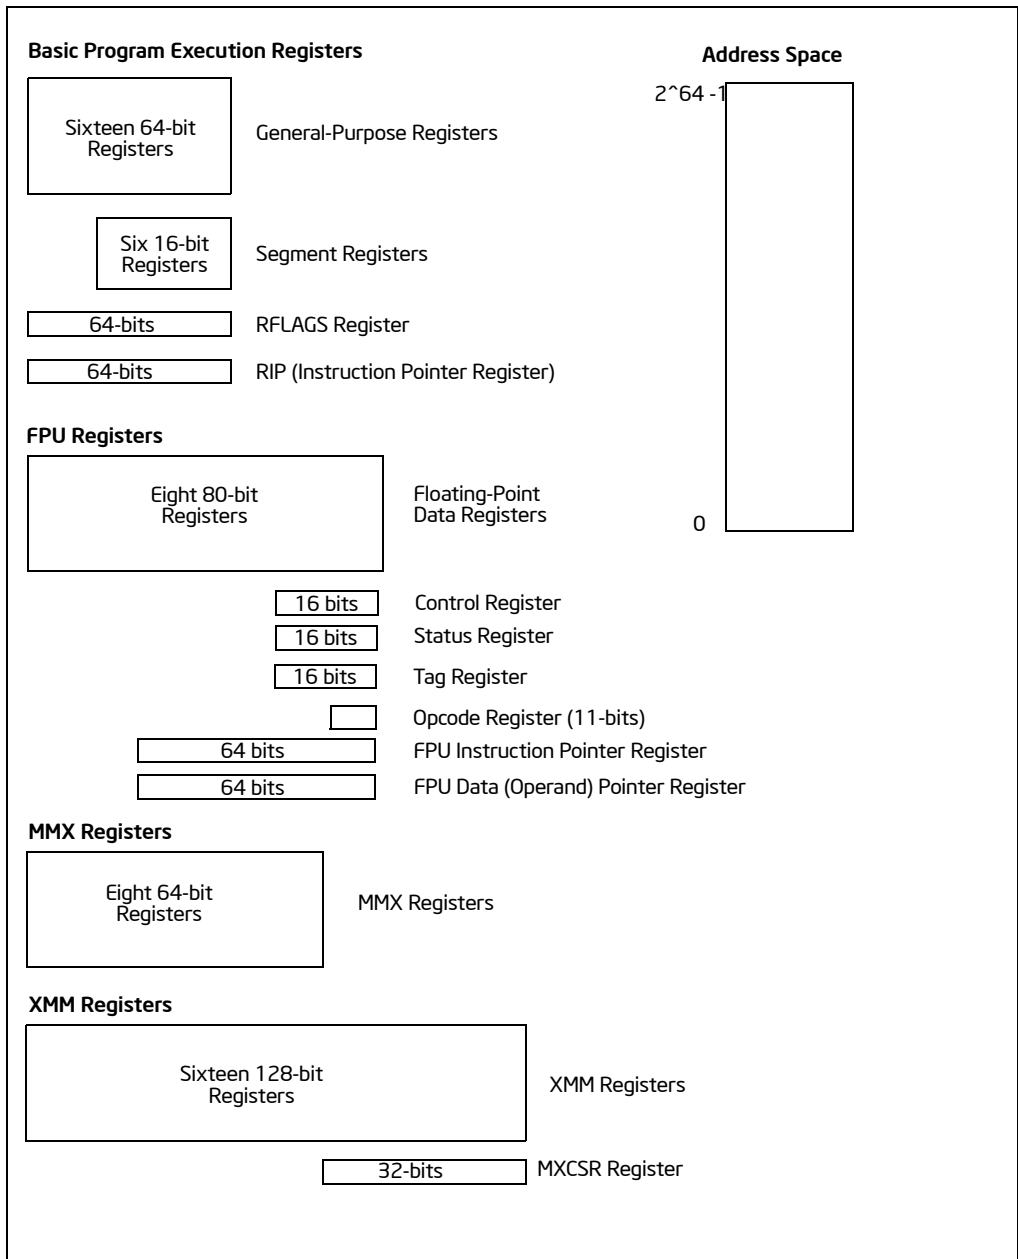 Basic Program Execution Registers
Address Space
2^64 -1
Sixteen 64-bit
Registers
General-Purpose Registers
Six 16-bit
Registers
Segment Registers
64-bits
RFLAGS Register
64-bits
RIP (Instruction Pointer Register)
FPU Registers
Eight 80-bit
Registers
Floating-Point
Data Registers
0
16 bits
Control Register
16 bits
Status Register
16 bits
Tag Register
Opcode Register (11-bits)
64 bits
FPU Instruction Pointer Register
64 bits
FPU Data (Operand) Pointer Register
MMX Registers
Eight 64-bit
Registers
MMX Registers
XMM Registers
Sixteen 128-bit
Registers
XMM Registers
32-bits
MXCSR Register